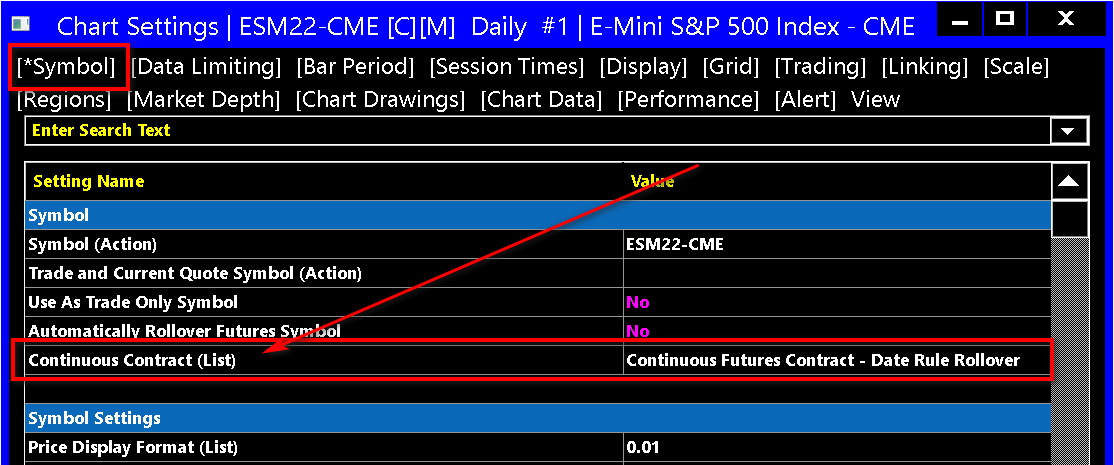 Chart Settings | ESM22-CME [C][M]  Daily  #1 | E-Mini S&P 500 Index - CME
[*Symbol]  [Data Limiting]  [Bar Period]  [Session Times]  [Display]  [Grid]  [Trading]  [Linking]  [Scale]
[Regions]  [Market Depth]  [Chart Drawings]  [Chart Data]  [Performance]  [Alert]  View
Enter Search Text
Setting Name  Value
Symbol
Symbol (Action)  ESM22-CME
Trade and Current Quote Symbol (Action)
Use As Trade Only Symbol  No
Automatically Rollover Futures Symbol  No
Continuous Contract (List)  Continuous Futures Contract - Date Rule Rollover
Symbol Settings
Price Display Format (List)  0.01